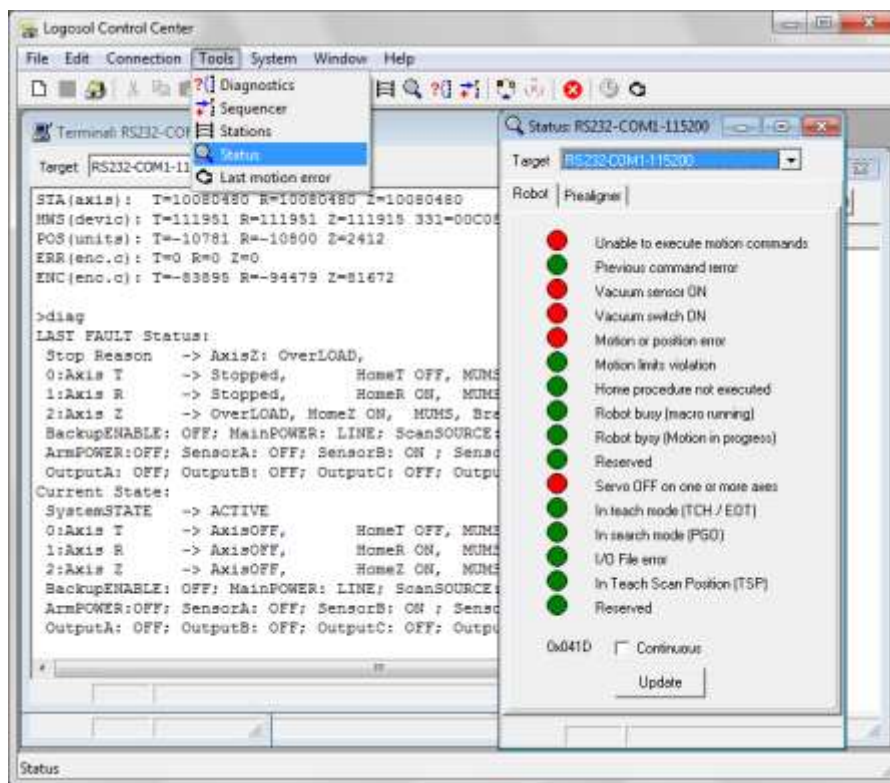 Logosol Control Center
File Edit Connection Tools System Window Help
Diagnostics
Sequencer
Stations
Status
Last motion error
Terminal: RS232-CO
Target RS232-COM1-11
STA(axis): T=10080480 R=10080480 Z=10080480
HWS(devic): T=111951 R=111951 Z=111915 331=00C05
POS(units): T=-10781 R=-10800 Z=2412
ERR(enc.c): T=0 R=0 Z=0
ENC(enc.c): T=-83895 R=-94479 Z=81672
>diag
LAST FAULT Status:
Stop Reason -> AxisZ: OverLOAD,
0:Axis T -> Stopped, HomeT OFF, MUMS
1:Axis R -> Stopped, HomeR ON, MUMS
2:Axis Z -> OverLOAD, HomeZ ON, MUMS, Bra
BackupENABLE: OFF; MainPOWER: LINE; ScanSOURCE:
ArmPOWER:OFF; SensorA: OFF; SensorB: ON ; Senso
OutputA: OFF; OutputB: OFF; OutputC: OFF; Outpu
Current State:
SystemSTATE -> ACTIVE
0:Axis T -> AxisOFF, HomeT OFF, MUMS
1:Axis R -> AxisOFF, HomeR ON, MUMS
2:Axis Z -> AxisOFF, HomeZ ON, MUMS
BackupENABLE: OFF; MainPOWER: LINE; ScanSOURCE:
ArmPOWER:OFF; SensorA: OFF; SensorB: ON ; Senso
OutputA: OFF; OutputB: OFF; OutputC: OFF; Outpu
Status: RS232-COM1-115200
Target RS232-COM1-115200
Robot Prealigner
Unable to execute motion commands
Previous command error
Vacuum sensor ON
Vacuum switch ON
Motion or position error
Motion limits violation
Home procedure not executed
Robot busy (macro running)
Robot bysy (Motion in progress)
Reserved
Servo OFF on one or more axes
In teach mode (TCH / EOT)
In search mode (PGO)
I/O File error
In Teach Scan Position (TSP)
Reserved
0x041D Continuous
Update
Status